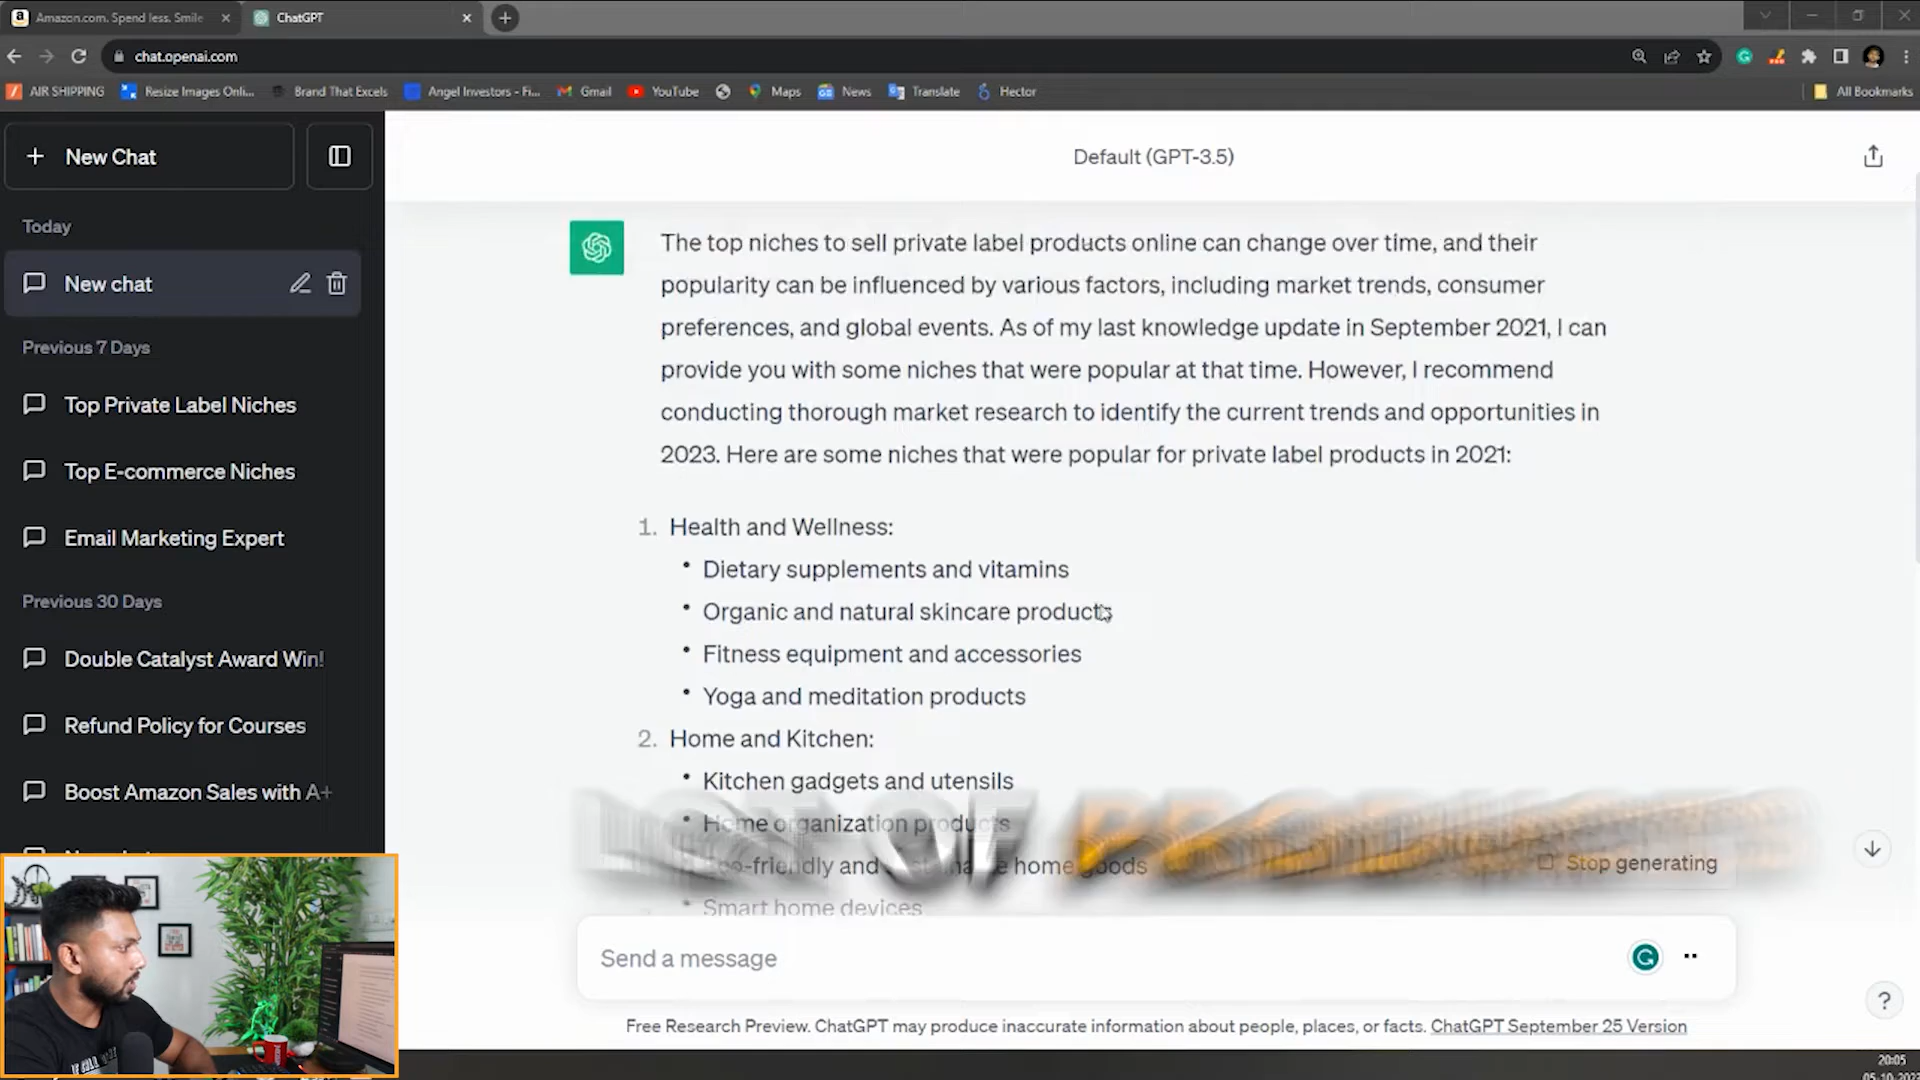 Amazon.com. Spend less. Smile
ChatGPT
chat.openai.com
AIR SHIPPING
Resize Images Onli...
Brand That Excels
Angel Investors - Fi...
Gmail
YouTube
Maps
News
Translate
Hector
All Bookmarks
New Chat
Default (GPT-3.5)
Today
New chat
Previous 7 Days
Top Private Label Niches
Top E-commerce Niches
Email Marketing Expert
Previous 30 Days
Double Catalyst Award Win!
Refund Policy for Courses
Boost Amazon Sales with A+
The top niches to sell private label products online can change over time, and their
popularity can be influenced by various factors, including market trends, consumer
preferences, and global events. As of my last knowledge update in September 2021, I can
provide you with some niches that were popular at that time. However, I recommend
conducting thorough market research to identify the current trends and opportunities in
2023. Here are some niches that were popular for private label products in 2021:
1. Health and Wellness:
• Dietary supplements and vitamins
• Organic and natural skincare products
• Fitness equipment and accessories
• Yoga and meditation products
2. Home and Kitchen:
• Kitchen gadgets and utensils
• Home organization products
-friendly and home goods
Smart home devices
OF
Stop generating
Send a message
Free Research Preview. ChatGPT may produce inaccurate information about people, places, or facts. ChatGPT September 25 Version
?
20:05